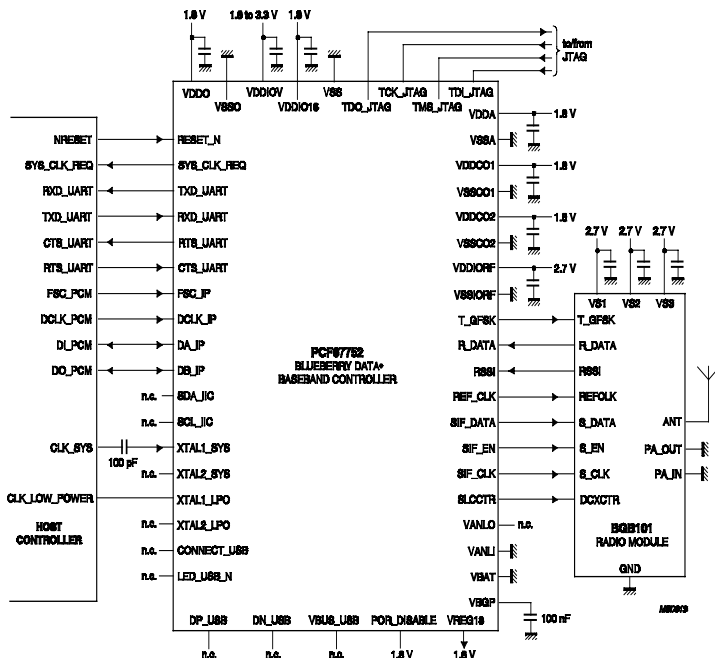 1.8 V 1.8 to 3.3 V 1.8 V
to/from
JTAG
VDDO VDDIOV VSS TCK_JTAG TDI_JTAG
VSSO VDDIO18 TDO_JTAG TMS_JTAG
VDDA 1.8 V
NRESET RESET_N VSSA
SYS_CLK_REQ SYS_CLK_REQ VDDCO1 1.8 V
RXD_UART TXD_UART VSSCO1
TXD_UART RXD_UART VDDCO2 1.8 V
CTS_UART RTS_UART VSSCO2 2.7 V 2.7 V 2.7 V
RTS_UART CTS_UART VDDIORF 2.7 V
FSC_PCM FSC_IP VSSIORF VS1 VS2 VS3
DCLK_PCM DCLK_IP T_GFSK T_GFSK
DI_PCM DA_IP R_DATA R_DATA
PCF87752
BLUEBERRY DATA+
BASEBAND CONTROLLER
DO_PCM DB_IP RSSI RSSI
n.c. SDA_IIC REF_CLK REFCLK
n.c. SCL_IIC SIF_DATA S_DATA ANT
CLK_SYS 100 pF XTAL1_SYS SIF_EN S_EN PA_OUT
n.c. XTAL2_SYS SIF_CLK S_CLK PA_IN
CLK_LOW_POWER XTAL1_LPO SLCCTR DCXCTR
HOST
CONTROLLER
n.c. XTAL2_LPO VANLO n.c.
BGB101
RADIO MODULE
n.c. CONNECT_USB VANLI
n.c. LED_USB_N VBAT GND
VBGP 100 nF
DP_USB DN_USB VBUS_USB POR_DISABLE VREG18
n.c. n.c. n.c. 1.8 V 1.8 V